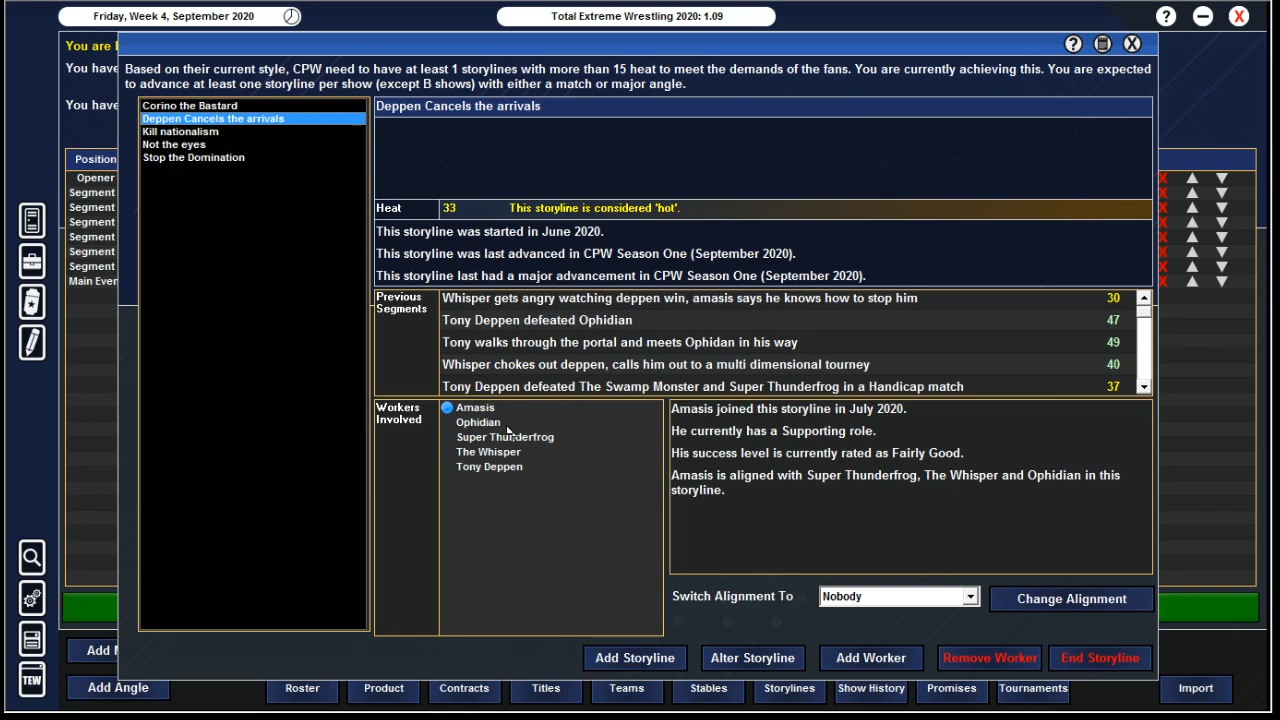 Friday, Week 4, September 2020
Total Extreme Wrestling 2020: 1.09
?
X
You are
You have
You have
? X
Based on their current style, CPW need to have at least 1 storylines with more than 15 heat to meet the demands of the fans. You are currently achieving this. You are expected
to advance at least one storyline per show (except B shows) with either a match or major angle.
Corino the Bastard
Deppen Cancels the arrivals
Kill nationalism
Not the eyes
Stop the Domination
Deppen Cancels the arrivals
Heat 33 This storyline is considered 'hot'.
This storyline was started in June 2020.
This storyline was last advanced in CPW Season One (September 2020).
This storyline last had a major advancement in CPW Season One (September 2020).
Previous
Segments
Whisper gets angry watching deppen win, amasis says he knows how to stop him 30
Tony Deppen defeated Ophidian 47
Tony walks through the portal and meets Ophidian in his way 49
Whisper chokes out deppen, calls him out to a multi dimensional tourney 40
Tony Deppen defeated The Swamp Monster and Super Thunderfrog in a Handicap match 37
Workers
Involved
Amasis
Ophidian
Super Thunderfrog
The Whisper
Tony Deppen
Amasis joined this storyline in July 2020.
He currently has a Supporting role.
His success level is currently rated as Fairly Good.
Amasis is aligned with Super Thunderfrog, The Whisper and Ophidian in this
storyline.
Switch Alignment To Nobody Change Alignment
Add Storyline Alter Storyline Add Worker Remove Worker End Storyline
Position
Opener
Segment
Segment
Segment
Segment
Segment
Segment
Main Even
X
X
X
X
X
X
X
X
TEW
Add
Add Angle
Roster Product Contracts Titles Teams Stables Storylines Show History Promises Tournaments Import